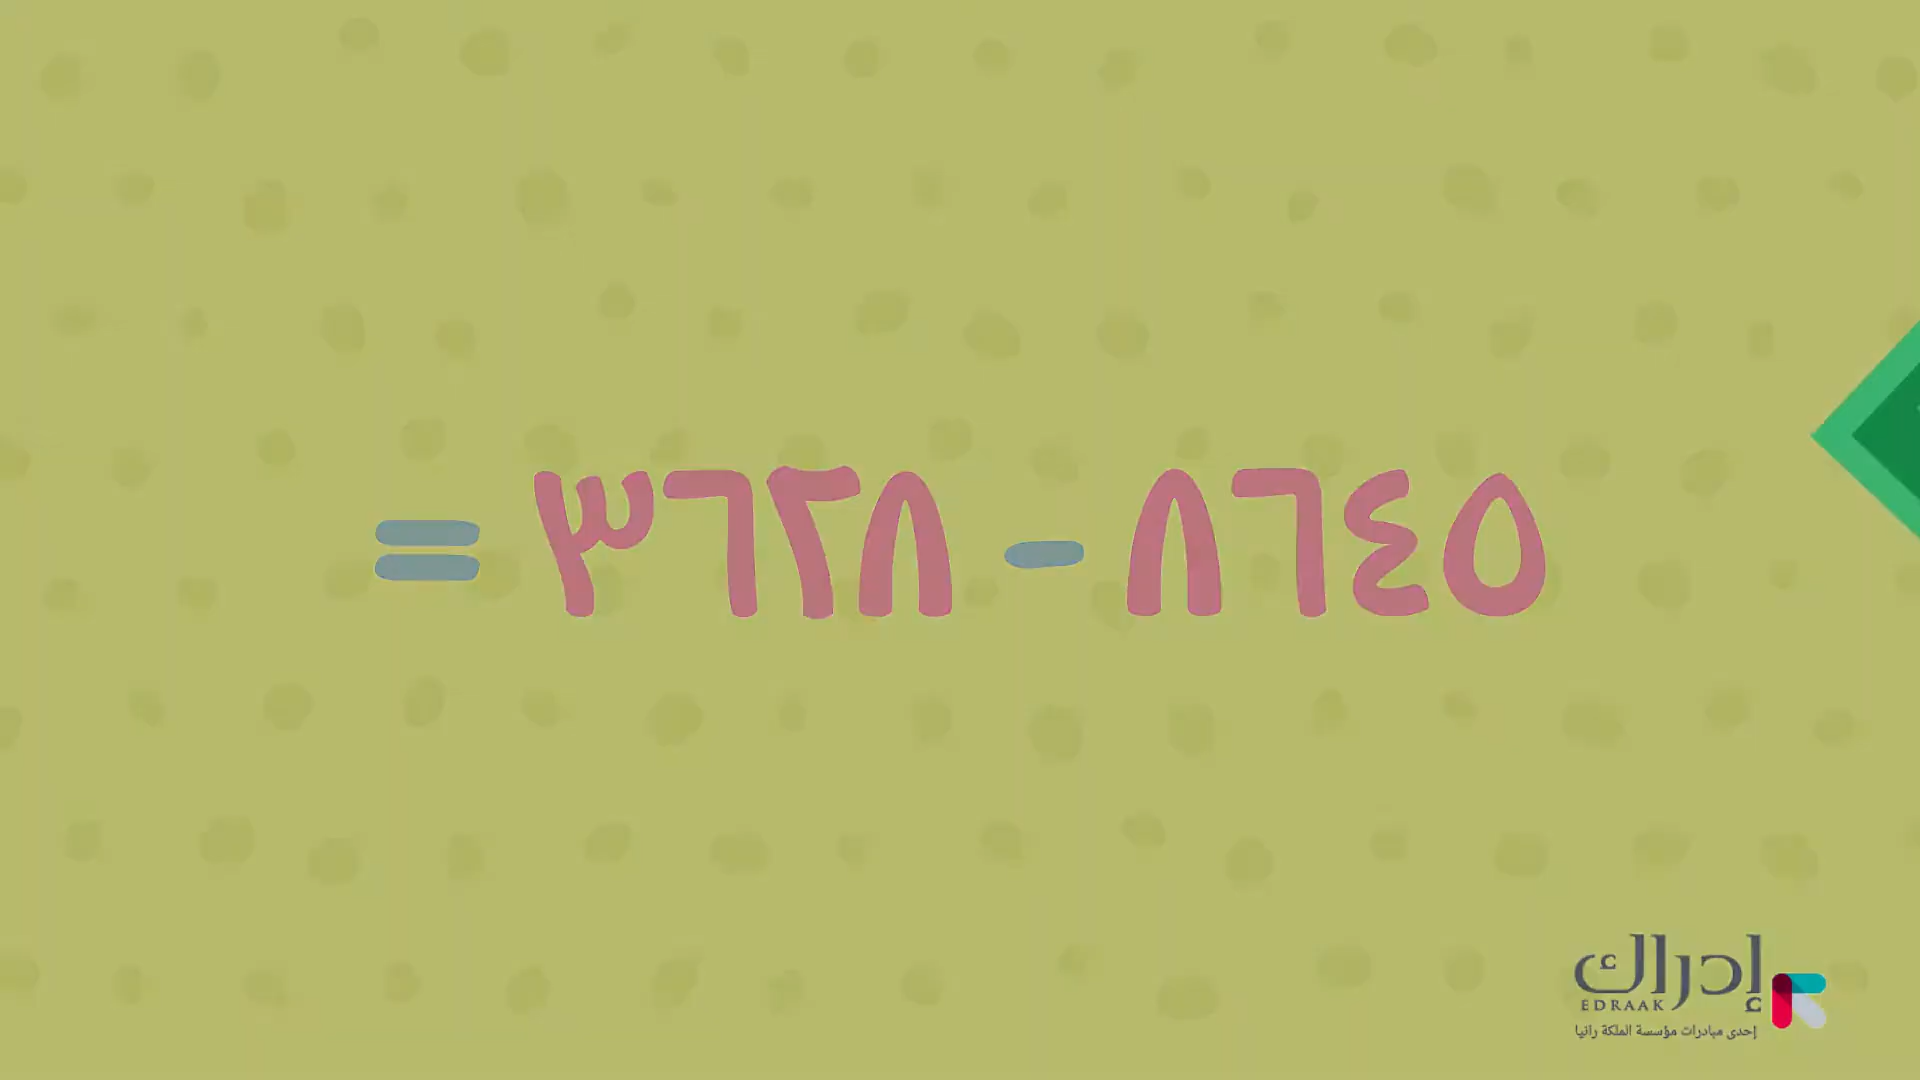 ٨٦٤٥ - ٣٦٢٨ =
إدراك
EDRAAK
إحدى مبادرات مؤسسة الملكة رانيا